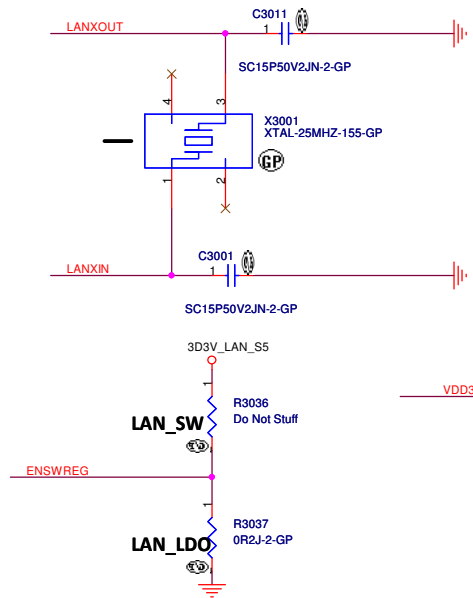 LANXOUT
C3011
1
SC15P50V2JN-2-GP
4
3
X3001
XTAL-25MHZ-155-GP
GP
1
2
LANXIN
C3001
1
SC15P50V2JN-2-GP
3D3V_LAN_S5
1
R3036
Do Not Stuff
LAN_SW
VDD3
ENSWREG
1
R3037
0R2J-2-GP
LAN_LDO